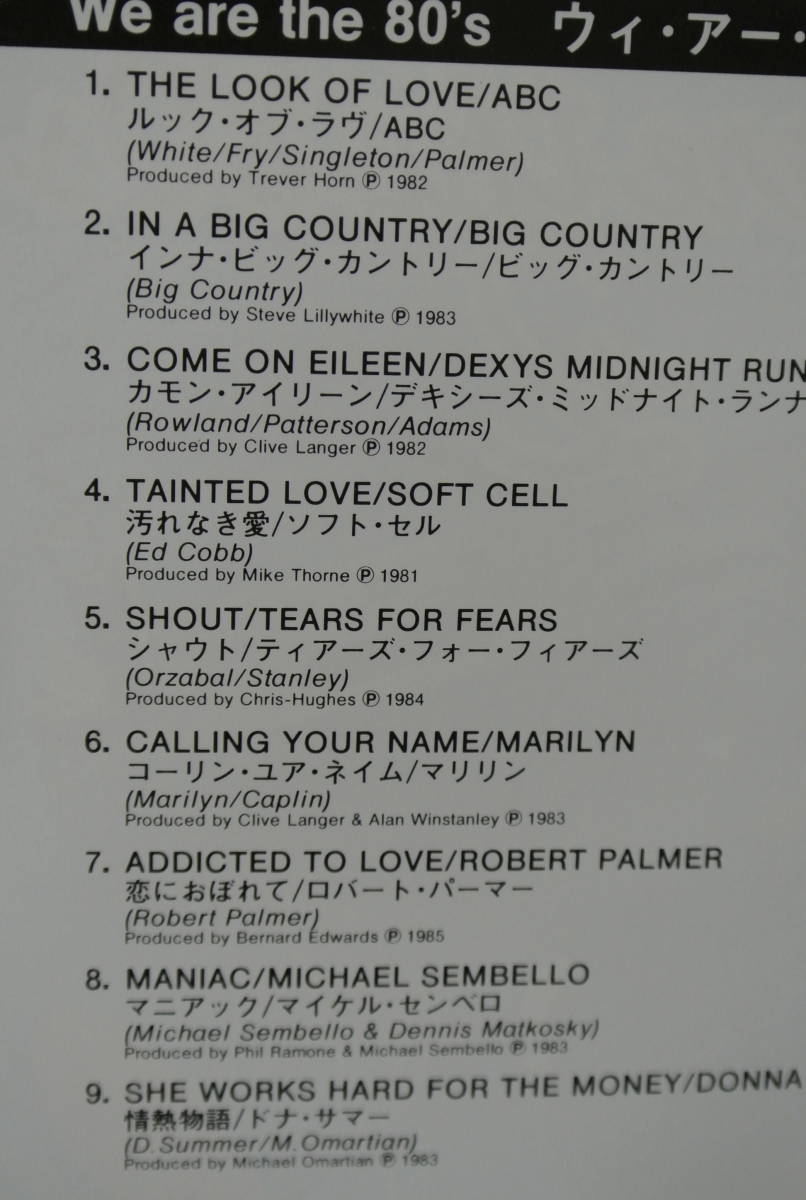 We are the 80's ウィ・アー・
1. THE LOOK OF LOVE/ABC
ルック・オブ・ラヴ/ABC
(White/Fry/Singleton/Palmer)
Produced by Trever Horn Ⓟ 1982
2. IN A BIG COUNTRY/BIG COUNTRY
インナ・ビッグ・カントリー/ビッグ・カントリー
(Big Country)
Produced by Steve Lillywhite Ⓟ 1983
3. COME ON EILEEN/DEXYS MIDNIGHT RUN
カモン・アイリーン/デキシーズ・ミッドナイト・ランナ
(Rowland/Patterson/Adams)
Produced by Clive Langer Ⓟ 1982
4. TAINTED LOVE/SOFT CELL
汚れなき愛/ソフト・セル
(Ed Cobb)
Produced by Mike Thorne Ⓟ 1981
5. SHOUT/TEARS FOR FEARS
シャウト/ティアーズ・フォー・フィアーズ
(Orzabal/Stanley)
Produced by Chris-Hughes Ⓟ 1984
6. CALLING YOUR NAME/MARILYN
コーリン・ユア・ネイム/マリリン
(Marilyn/Caplin)
Produced by Clive Langer & Alan Winstanley Ⓟ 1983
7. ADDICTED TO LOVE/ROBERT PALMER
恋におぼれて/ロバート・パーマー
(Robert Palmer)
Produced by Bernard Edwards Ⓟ 1985
8. MANIAC/MICHAEL SEMBELLO
マニアック/マイケル・センベロ
(Michael Sembello & Dennis Matkosky)
Produced by Phil Ramone & Michael Sembello Ⓟ 1983
9. SHE WORKS HARD FOR THE MONEY/DONNA
情熱物語/ドナ・サマー
(D. Summer/M. Omartian)
Produced by Michael Omartian Ⓟ 1983